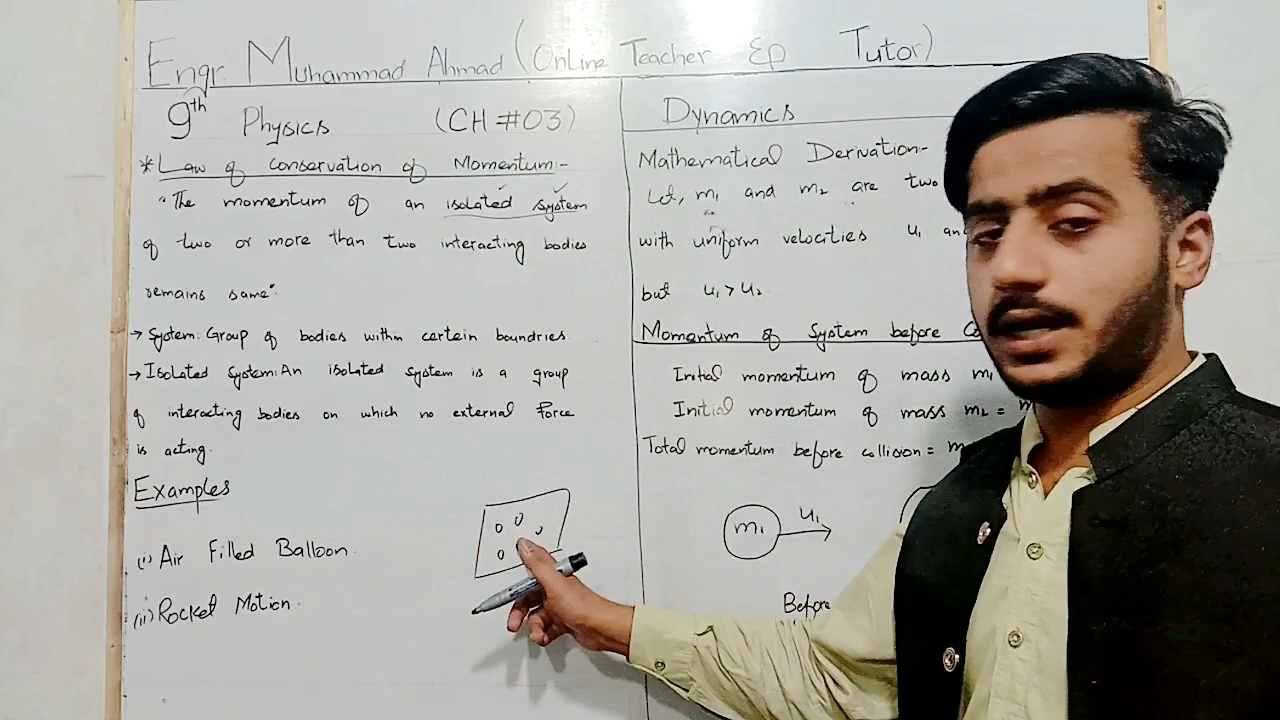 Engr. Muhammad Ahmad (Online Teacher & Tutor)
9th Physics (CH #03)
* Law of conservation of Momentum:-
"The momentum of an isolated system
of two or more than two interacting bodies
remains same".
→ System: Group of bodies within certain boundries.
→ Isolated System: An isolated system is a group
of interacting bodies on which no external Force
is acting.
Examples
(i) Air Filled Balloon.
(ii) Rocket Motion.
Dynamics
Mathematical Derivation:-
Let, m₁ and m₂ are two
with uniform velocities u₁ and
but u₁ > u₂
Momentum of System before
Initial momentum of mass m₁
Initial momentum of mass m₂ =
Total momentum before collision =
m₁ u₁
Before